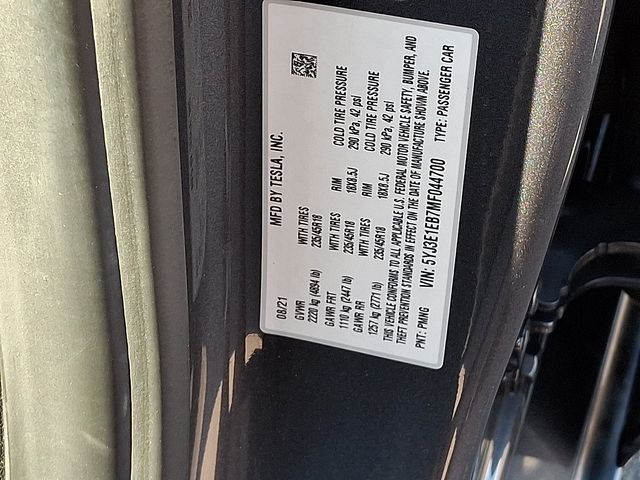 MFD BY TESLA, INC.
08/21
GVWR WITH TIRES RIM COLD TIRE PRESSURE
2220 kg (4894 lb) 235/45R18 18X8.5J 290 kPa, 42 psi
GAWR FRT WITH TIRES RIM COLD TIRE PRESSURE
1110 kg (2447 lb) 235/45R18 18X8.5J 290 kPa, 42 psi
GAWR RR
1257 kg (2771 lb) 235/45R18
THIS VEHICLE CONFORMS TO ALL APPLICABLE U.S. FEDERAL MOTOR VEHICLE SAFETY, BUMPER, AND
THEFT PREVENTION STANDARDS IN EFFECT ON THE DATE OF MANUFACTURE SHOWN ABOVE.
PNT: PMNG VIN: 5YJ3E1EB7MF044700 TYPE: PASSENGER CAR